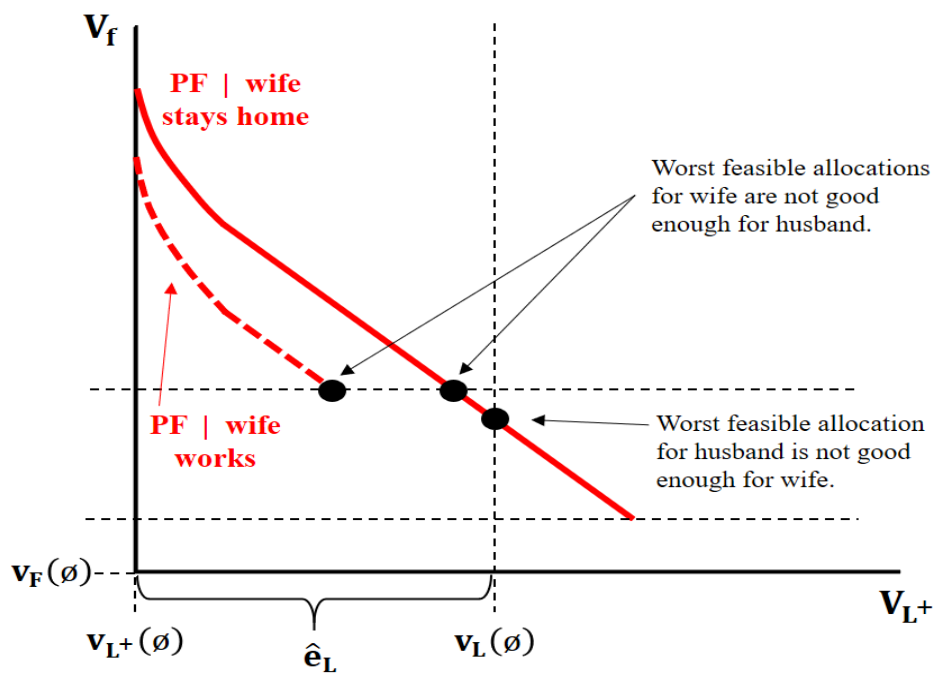 V_f
PF | wife
stays home
Worst feasible allocations
for wife are not good
enough for husband.
PF | wife
works
Worst feasible allocation
for husband is not good
enough for wife.
v_F(ø)
V_L+
v_L+(ø)
ê_L
v_L(ø)